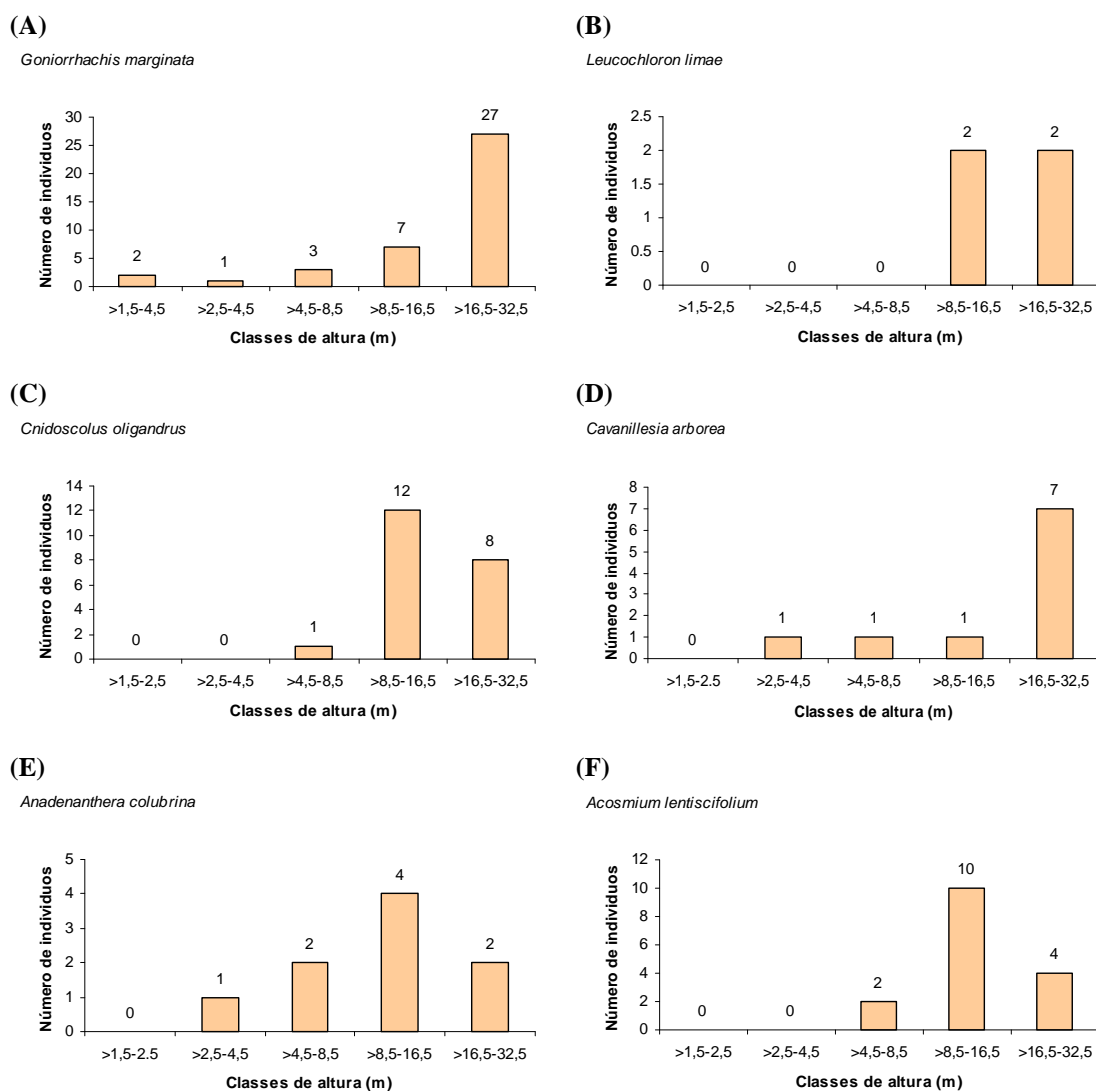 (A)
Goniorrhachis marginata
Número de individuos
30
25
20
15
10
5
0
2
1
3
7
27
>1,5-4,5 >2,5-4,5 >4,5-8,5 >8,5-16,5 >16,5-32,5
Classes de altura (m)
(B)
Leucochloron limae
Número de individuos
2.5
2
1.5
1
0.5
0
0
0
0
2
2
>1,5-2,5 >2,5-4,5 >4,5-8,5 >8,5-16,5 >16,5-32,5
Classes de altura (m)
(C)
Cnidoscolus oligandrus
Número de individuos
14
12
10
8
6
4
2
0
0
0
1
12
8
>1,5-2,5 >2,5-4,5 >4,5-8,5 >8,5-16,5 >16,5-32,5
Classes de altura (m)
(D)
Cavanillesia arborea
Número de individuos
8
7
6
5
4
3
2
1
0
0
1
1
1
7
>1,5-2.5 >2,5-4,5 >4,5-8,5 >8,5-16,5 >16,5-32,5
Classes de altura (m)
(E)
Anadenanthera colubrina
Número de individuos
5
4
3
2
1
0
0
1
2
4
2
>1,5-2.5 >2,5-4,5 >4,5-8,5 >8,5-16,5 >16,5-32,5
Classes de altura (m)
(F)
Acosmium lentiscifolium
Número de individuos
12
10
8
6
4
2
0
0
0
2
10
4
>1,5-2,5 >2,5-4,5 >4,5-8,5 >8,5-16,5 >16,5-32,5
Classes de altura (m)